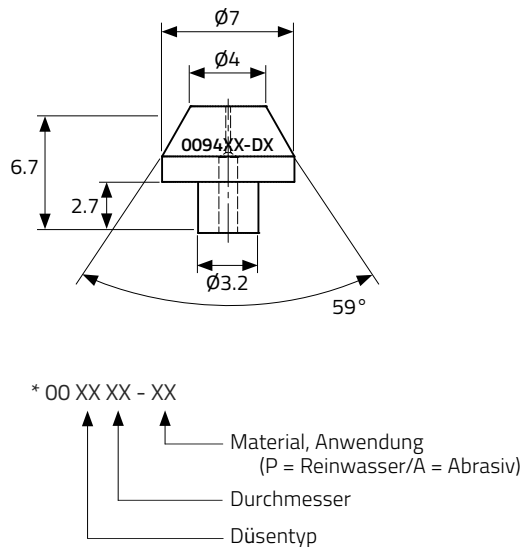 Ø7
Ø4
0094XX-DX
6.7
2.7
Ø3.2
59°
* 00 XX XX - XX
Material, Anwendung
(P = Reinwasser/A = Abrasiv)
Durchmesser
Düsentyp